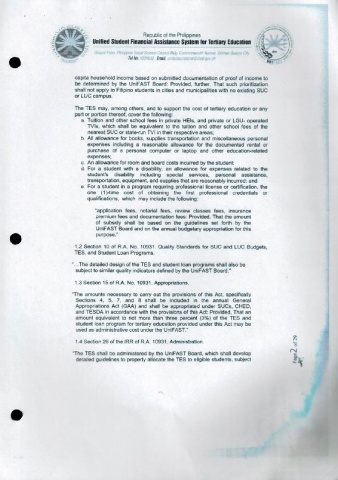 Republic of the Philippines
Unified Student Financial Assistance System for Tertiary Education
capita household income based on submitted documentation of proof of income to
be determined by the UniFAST Board: Provided, further, That such prioritization
shall not apply to Filipino students in cities and municipalities with no existing SUC
or LUC campus.
The TES may, among others, and to support the cost of tertiary education or any
part or portion thereof, cover the following:
a. Tuition and other school fees in private HEIs, and private or LGU- operated
TVIs, which shall be equivalent to the tuition and other school fees of the
nearest SUC or state-run TVI in their respective areas;
b. All allowance for books, supplies transportation and miscellaneous personal
expenses including a reasonable allowance for the documented rental or
purchase of a personal computer or laptop and other education-related
expenses;
c. An allowance for room and board costs incurred by the student;
d. For a student with a disability, an allowance for expenses related to the
student's disability including special services, personal assistance,
transportation, equipment, and supplies that are reasonably incurred; and
e. For a student in a program requiring professional license or certification, the
one (1)-time cost of obtaining the first professional credentials or
qualifications, which may include the following:
"application fees, notarial fees, review classes fees, insurance
premium fees and documentation fees: Provided, That the amount
of subsidy shall be based on the guidelines set forth by the
UniFAST Board and on the annual budgetary appropriation for this
purpose."
1.2 Section 10 of R.A. No. 10931. Quality Standards for SUC and LUC Budgets,
TES, and Student Loan Programs.
"...The detailed design of the TES and student loan programs shall also be
subject to similar quality indicators defined by the UniFAST Board."
1.3 Section 15 of R.A. No. 10931. Appropriations.
"The amounts necessary to carry out the provisions of this Act, specifically
Sections 4, 5, 7, and 8 shall be included in the annual General
Appropriations Act (GAA) and shall be appropriated under SUCs, CHED,
and TESDA in accordance with the provisions of this Act: Provided, That an
amount equivalent to not more than three percent (3%) of the TES and
student loan program for tertiary education provided under this Act may be
used as administrative cost under the UniFAST."
1.4 Section 26 of the IRR of R.A. 10931. Administration.
"The TES shall be administered by the UniFAST Board, which shall develop
detailed guidelines to properly allocate the TES to eligible students, subject
Page 2 of 29